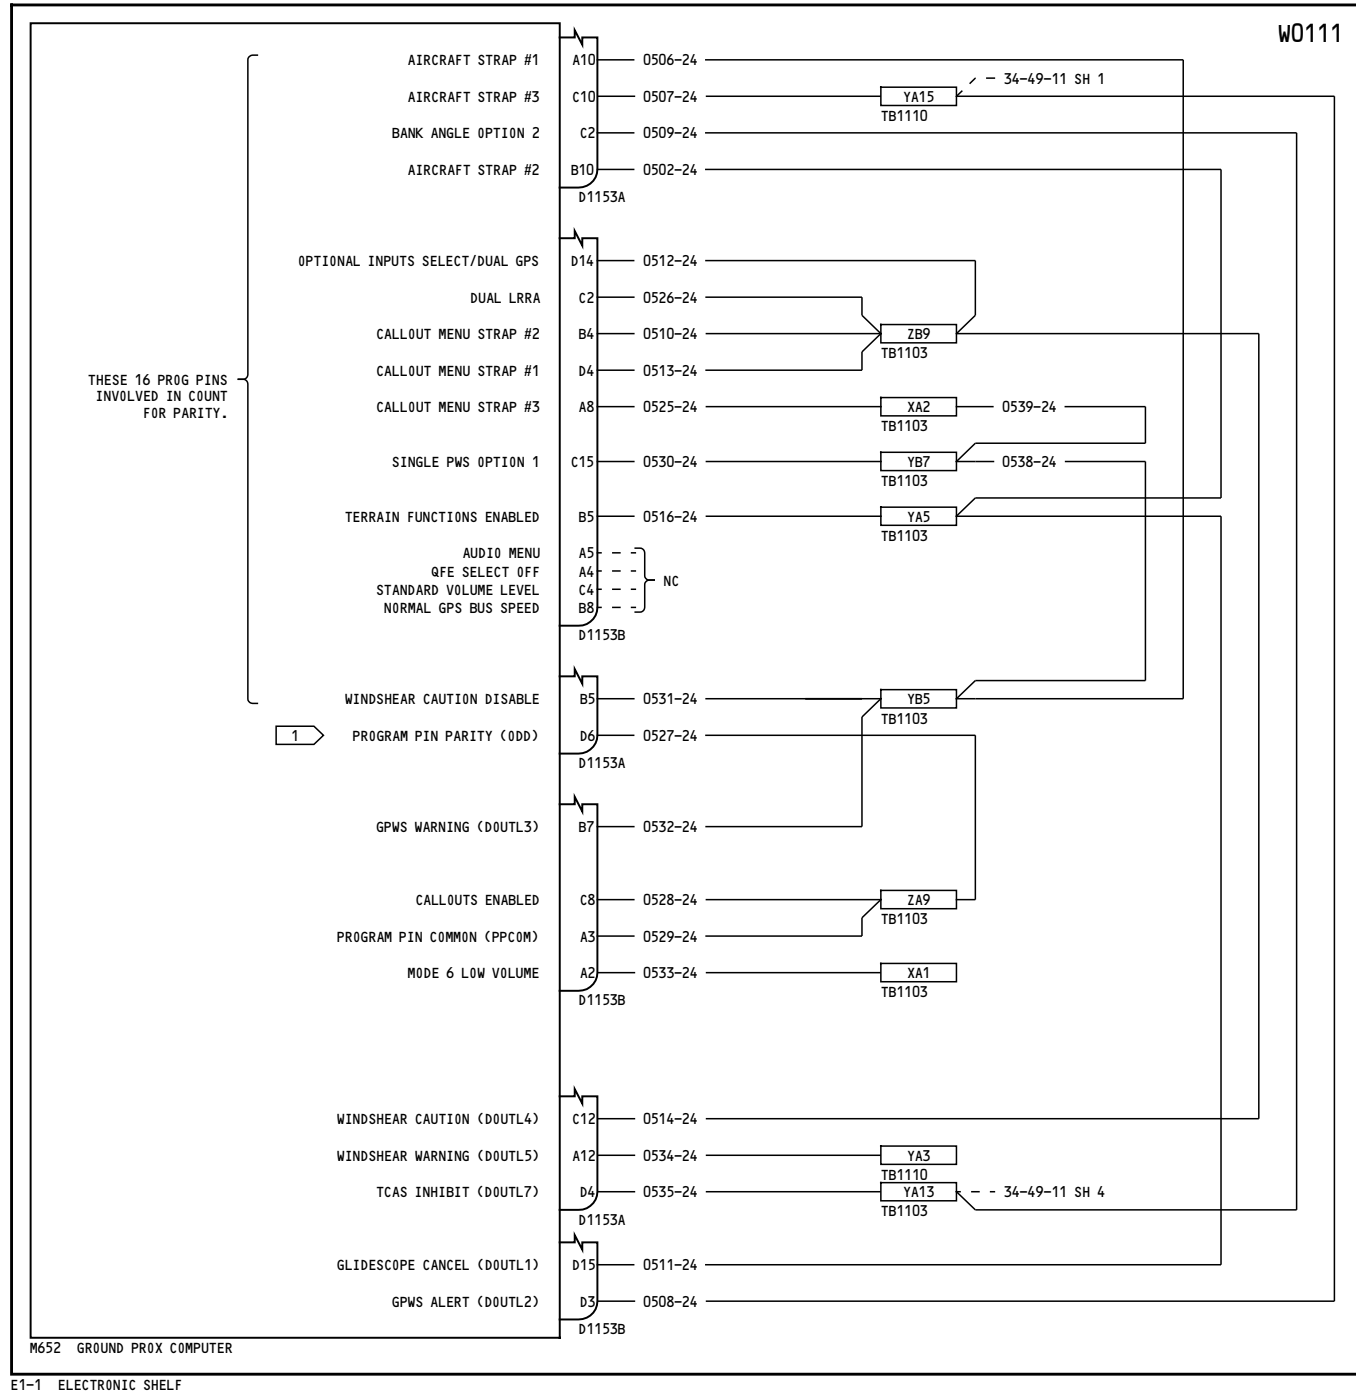 W0111
AIRCRAFT STRAP #1 A10 0506-24
34-49-11 SH 1
AIRCRAFT STRAP #3 C10 0507-24 YA15
TB1110
BANK ANGLE OPTION 2 C2 0509-24
AIRCRAFT STRAP #2 B10 0502-24
D1153A
OPTIONAL INPUTS SELECT/DUAL GPS D14 0512-24
DUAL LRRA C2 0526-24
CALLOUT MENU STRAP #2 B4 0510-24 ZB9
TB1103
CALLOUT MENU STRAP #1 D4 0513-24
THESE 16 PROG PINS
INVOLVED IN COUNT
FOR PARITY.
CALLOUT MENU STRAP #3 A8 0525-24 XA2 0539-24
TB1103
SINGLE PWS OPTION 1 C15 0530-24 YB7 0538-24
TB1103
TERRAIN FUNCTIONS ENABLED B5 0516-24 YA5
TB1103
AUDIO MENU A5
QFE SELECT OFF A4
NC
STANDARD VOLUME LEVEL C4
NORMAL GPS BUS SPEED B8
D1153B
WINDSHEAR CAUTION DISABLE B5 0531-24 YB5
TB1103
1 PROGRAM PIN PARITY (ODD) D6 0527-24
D1153A
GPWS WARNING (DOUTL3) B7 0532-24
CALLOUTS ENABLED C8 0528-24 ZA9
TB1103
PROGRAM PIN COMMON (PPCOM) A3 0529-24
MODE 6 LOW VOLUME A2 0533-24 XA1
TB1103
D1153B
WINDSHEAR CAUTION (DOUTL4) C12 0514-24
WINDSHEAR WARNING (DOUTL5) A12 0534-24 YA3
TB1110
TCAS INHIBIT (DOUTL7) D4 0535-24 YA13 34-49-11 SH 4
TB1103
D1153A
GLIDESCOPE CANCEL (DOUTL1) D15 0511-24
GPWS ALERT (DOUTL2) D3 0508-24
D1153B
M652 GROUND PROX COMPUTER
E1-1 ELECTRONIC SHELF